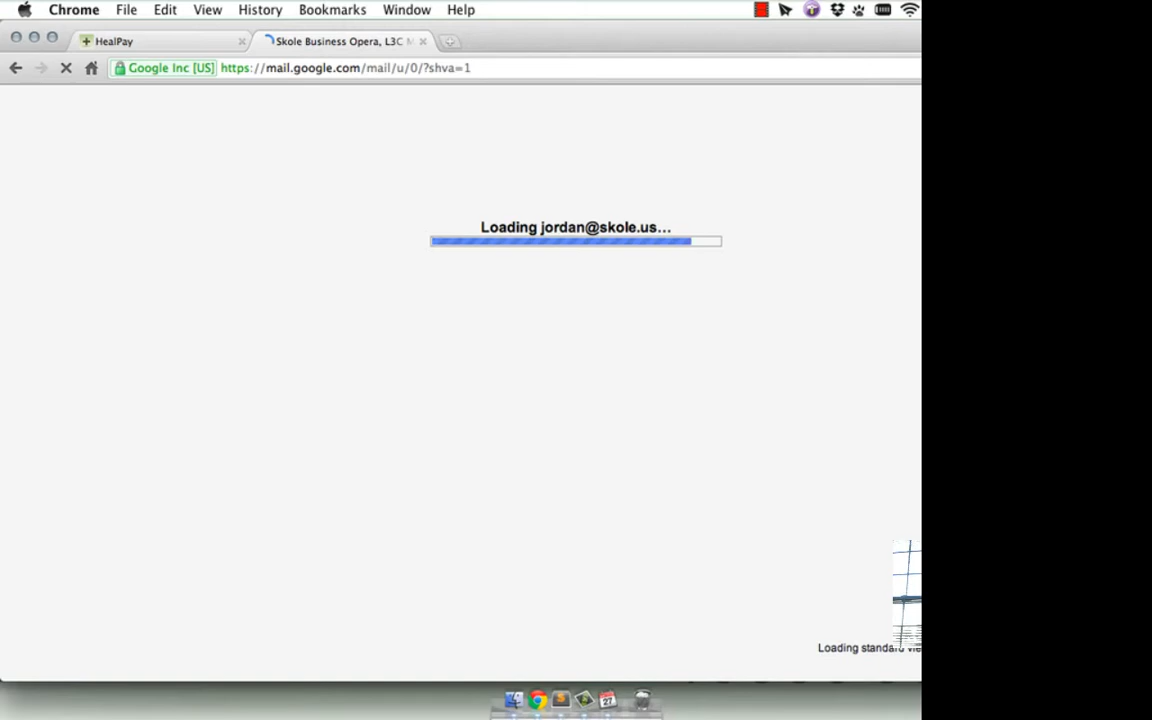 Chrome File Edit View History Bookmarks Window Help
HealPay
Skole Business Opera, L3C
Google Inc [US] https://mail.google.com/mail/u/0/?shva=1
Loading jordan@skole.us...
Loading standard
27